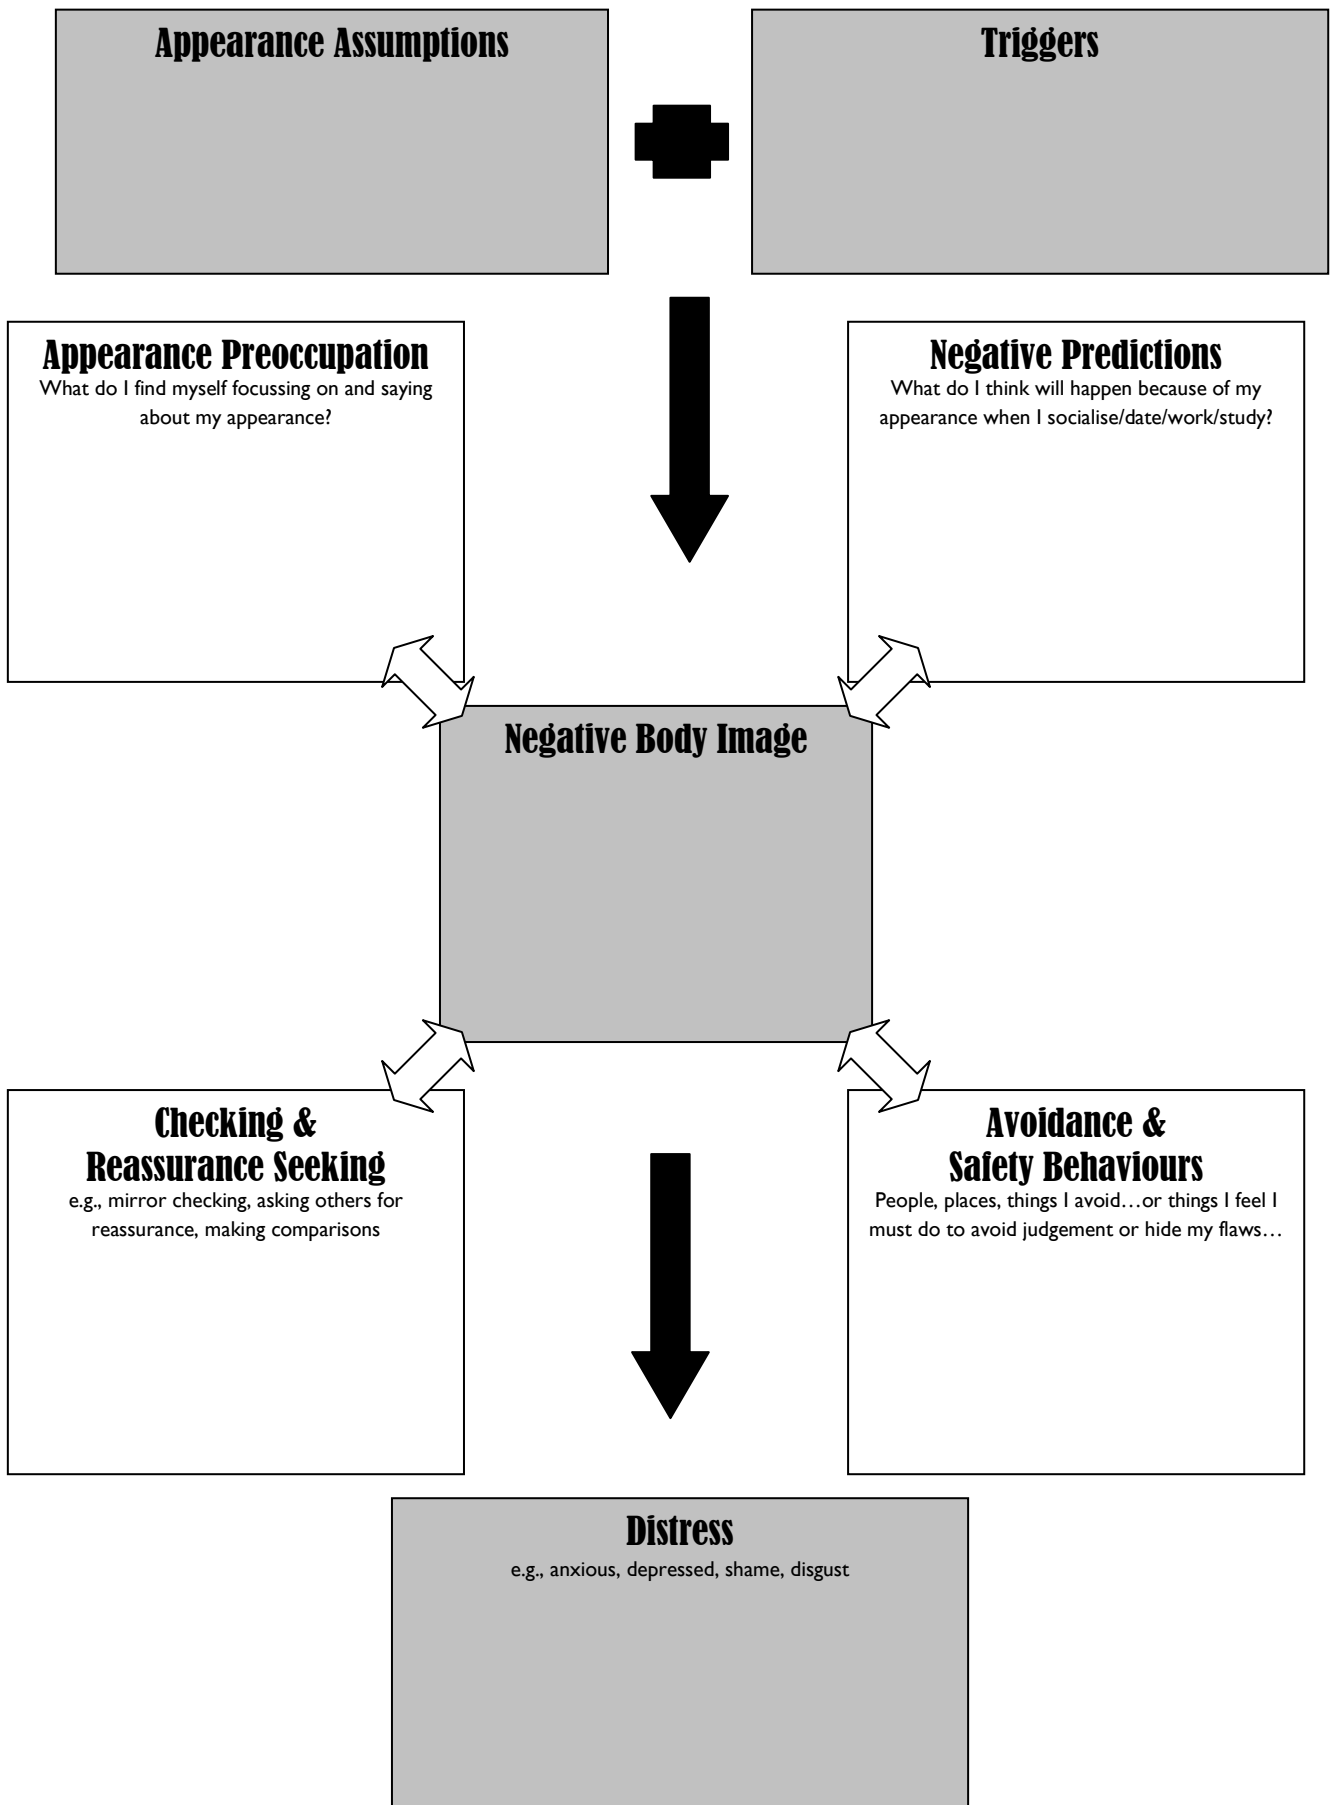 Appearance Assumptions
Triggers
Appearance Preoccupation
What do I find myself focussing on and saying
about my appearance?
Negative Predictions
What do I think will happen because of my
appearance when I socialise/date/work/study?
Negative Body Image
Checking &
Reassurance Seeking
e.g., mirror checking, asking others for
reassurance, making comparisons
Avoidance &
Safety Behaviours
People, places, things I avoid…or things I feel I
must do to avoid judgement or hide my flaws…
Distress
e.g., anxious, depressed, shame, disgust